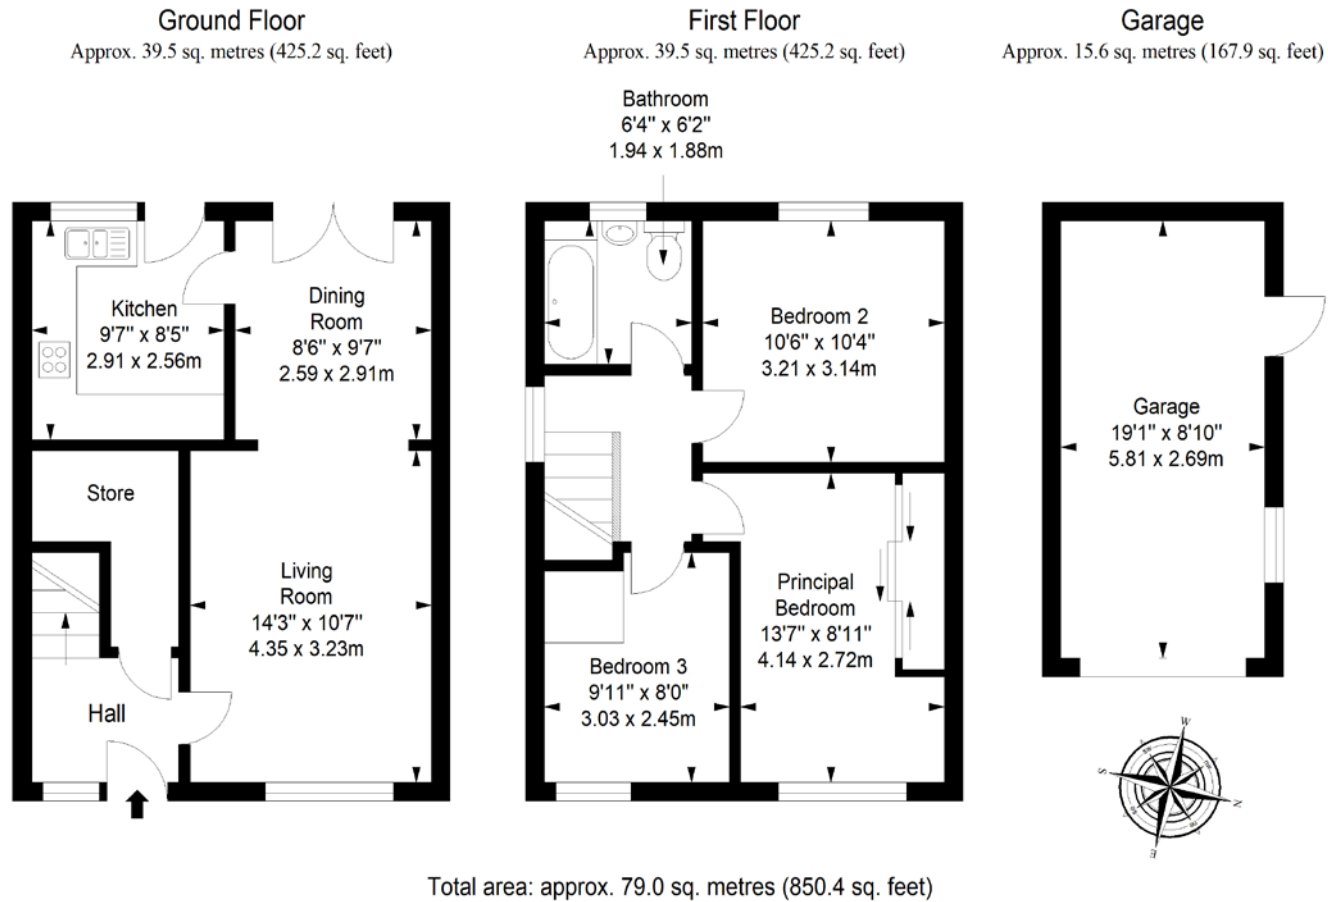 Ground Floor
Approx. 39.5 sq. metres (425.2 sq. feet)
First Floor
Approx. 39.5 sq. metres (425.2 sq. feet)
Garage
Approx. 15.6 sq. metres (167.9 sq. feet)
Bathroom
6'4" x 6'2"
1.94 x 1.88m
Kitchen
9'7" x 8'5"
2.91 x 2.56m
Dining
Room
8'6" x 9'7"
2.59 x 2.91m
Store
Living
Room
14'3" x 10'7"
4.35 x 3.23m
Hall
Bedroom 2
10'6" x 10'4"
3.21 x 3.14m
Principal
Bedroom
13'7" x 8'11"
4.14 x 2.72m
Bedroom 3
9'11" x 8'0"
3.03 x 2.45m
Garage
19'1" x 8'10"
5.81 x 2.69m
W
S
N
E
Total area: approx. 79.0 sq. metres (850.4 sq. feet)